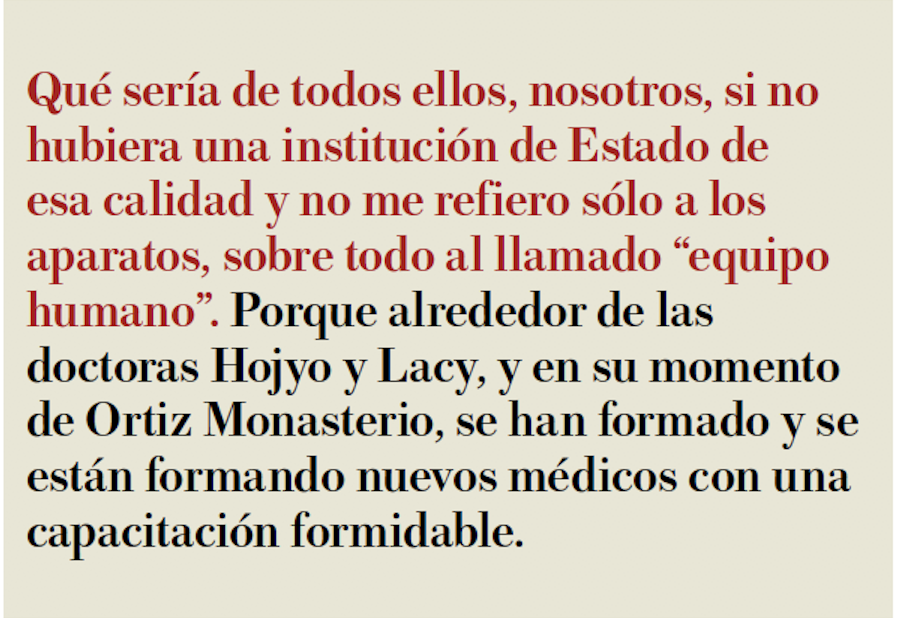 Qué sería de todos ellos, nosotros, si no
hubiera una institución de Estado de
esa calidad y no me refiero sólo a los
aparatos, sobre todo al llamado “equipo
humano”. Porque alrededor de las
doctoras Hojyo y Lacy, y en su momento
de Ortiz Monasterio, se han formado y se
están formando nuevos médicos con una
capacitación formidable.